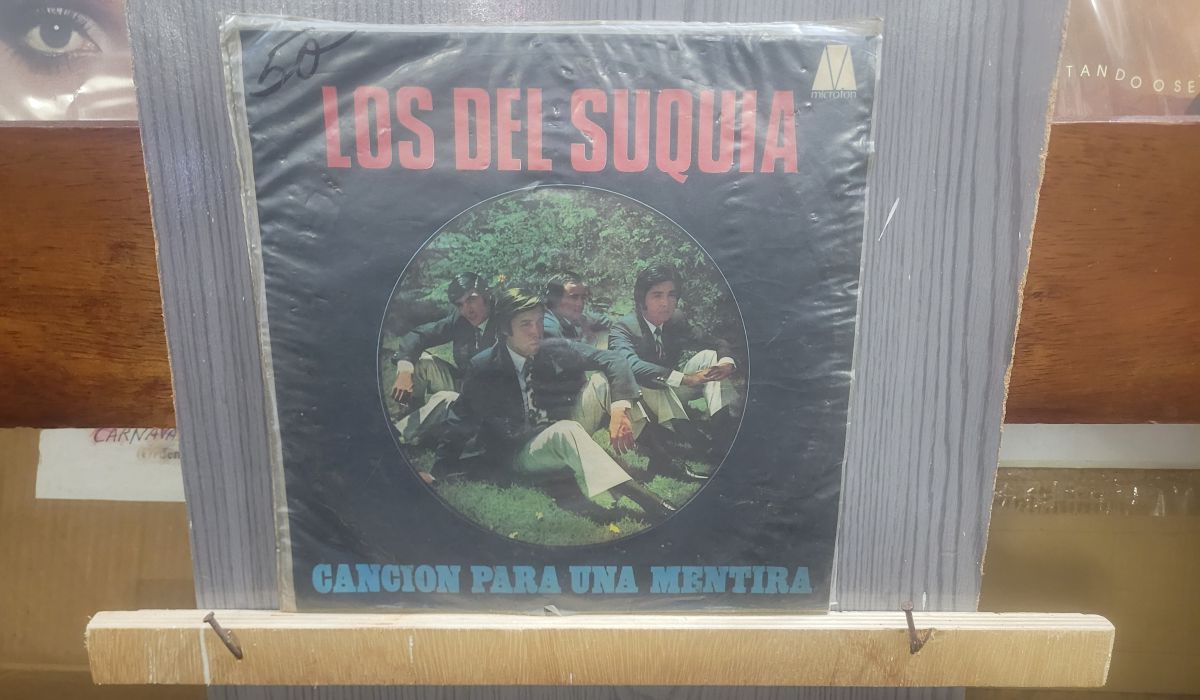 50
LOS DEL SUQUIA
microfon
CANCION PARA UNA MENTIRA
TANDO O SE
CARNAVA